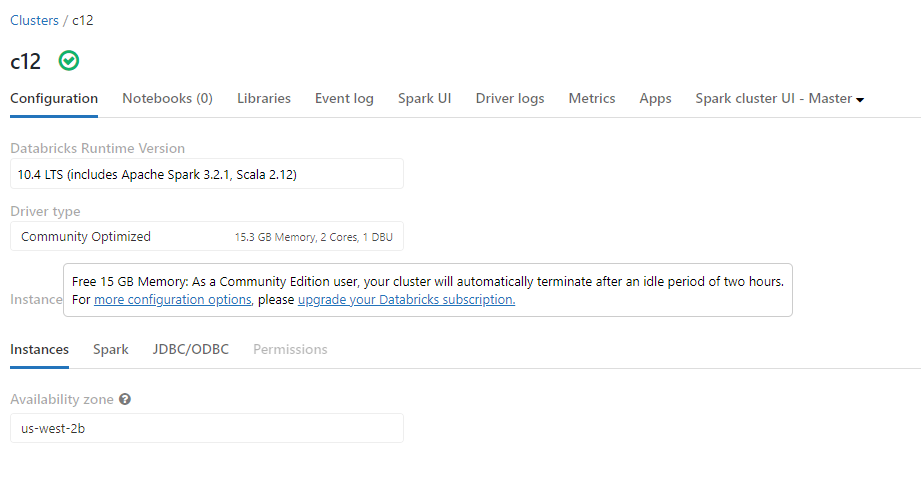 Clusters / c12
c12
Configuration Notebooks (0) Libraries Event log Spark UI Driver logs Metrics Apps Spark cluster UI - Master
Databricks Runtime Version
10.4 LTS (includes Apache Spark 3.2.1, Scala 2.12)
Driver type
Community Optimized 15.3 GB Memory, 2 Cores, 1 DBU
Free 15 GB Memory: As a Community Edition user, your cluster will automatically terminate after an idle period of two hours.
For more configuration options, please upgrade your Databricks subscription.
Instance
Instances Spark JDBC/ODBC Permissions
Availability zone ?
us-west-2b